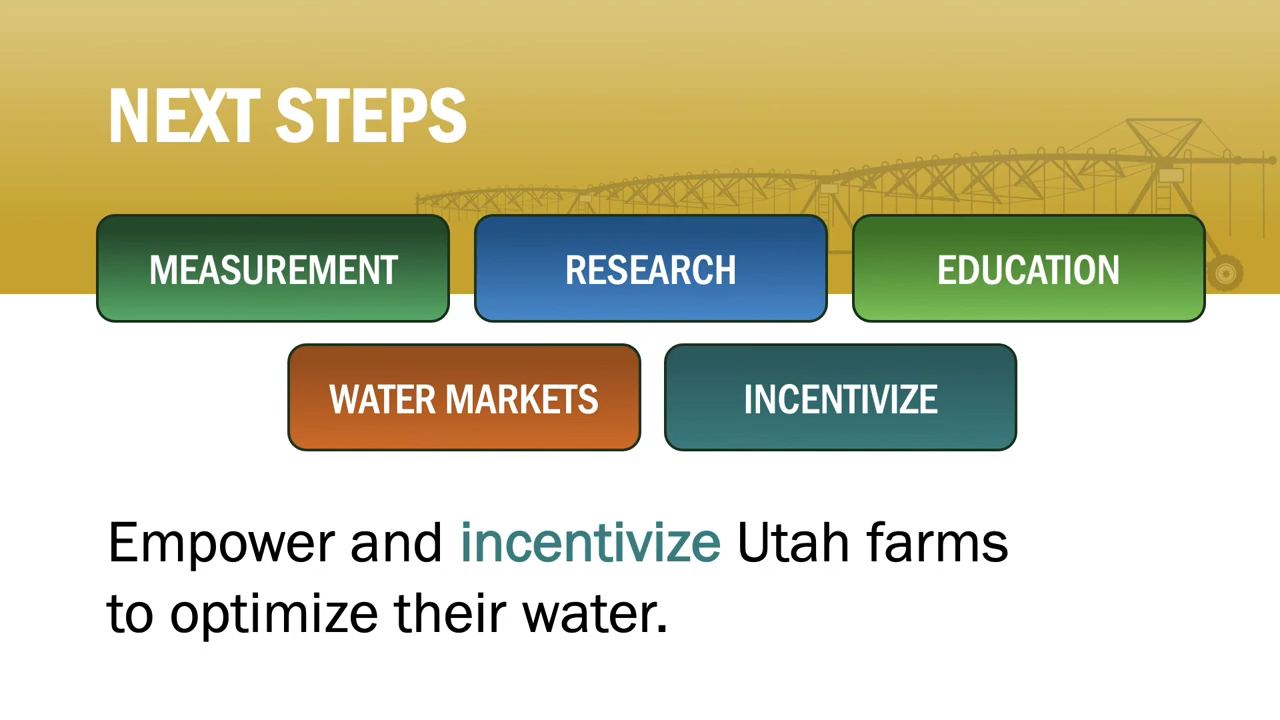 NEXT STEPS
MEASUREMENT
RESEARCH
EDUCATION
WATER MARKETS
INCENTIVIZE
Empower and incentivize Utah farms
to optimize their water.